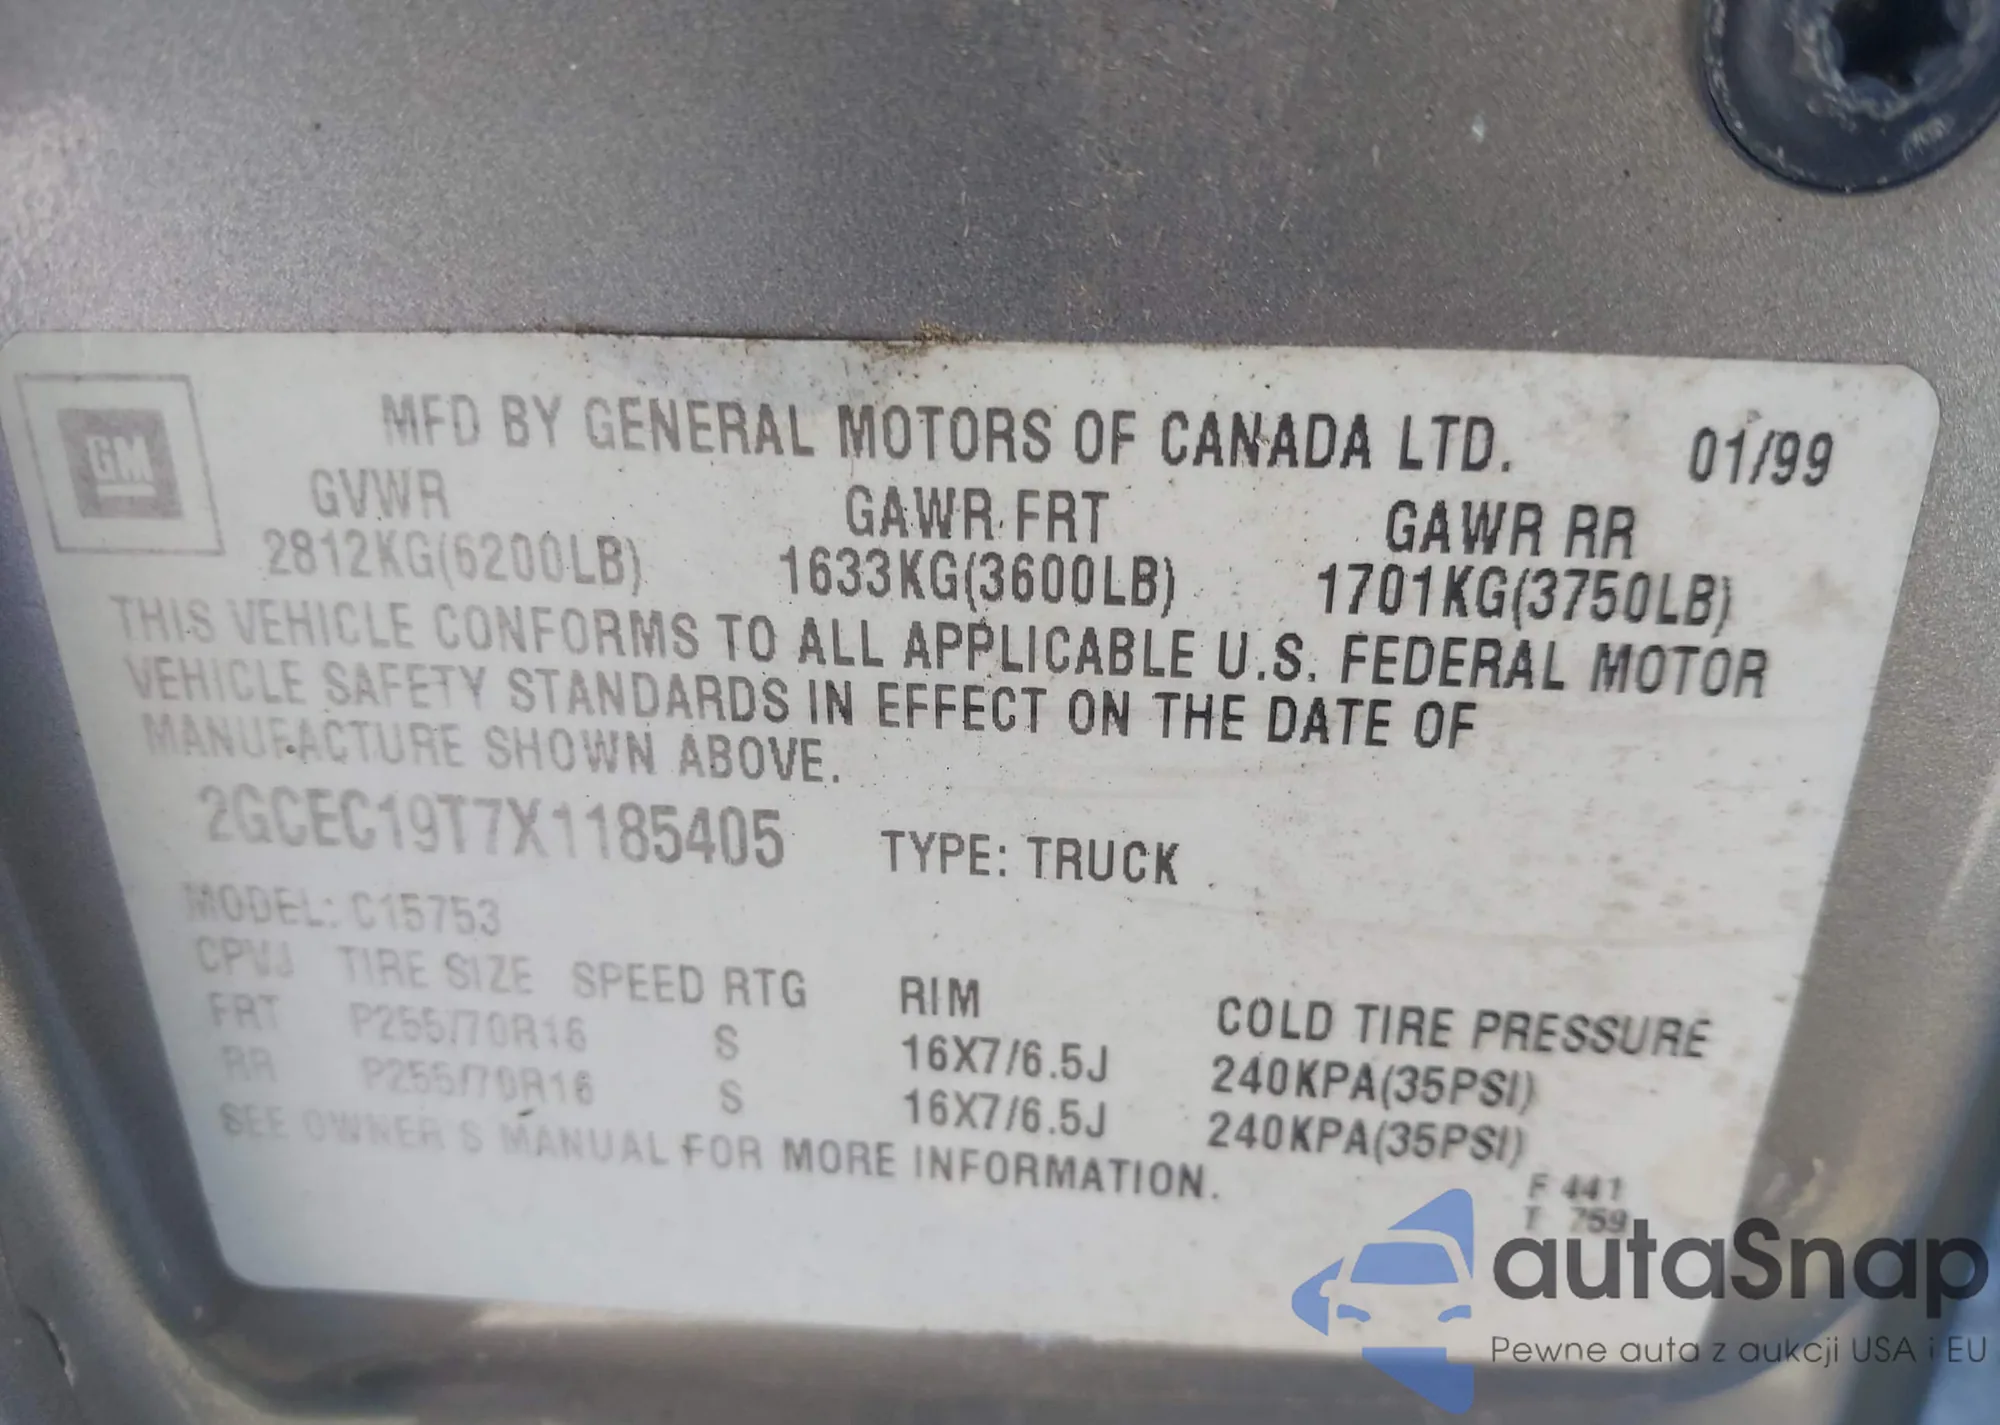 GM
MFD BY GENERAL MOTORS OF CANADA LTD. 01/99
GVWR GAWR FRT GAWR RR
2812KG(6200LB) 1633KG(3600LB) 1701KG(3750LB)
THIS VEHICLE CONFORMS TO ALL APPLICABLE U.S. FEDERAL MOTOR
VEHICLE SAFETY STANDARDS IN EFFECT ON THE DATE OF
MANUFACTURE SHOWN ABOVE.
2GCEC19T7X1185405 TYPE: TRUCK
MODEL: C15753
CPVJ TIRE SIZE SPEED RTG RIM COLD TIRE PRESSURE
FRT P255/70R16 S 16X7/6.5J 240KPA(35PSI)
RR P255/70R16 S 16X7/6.5J 240KPA(35PSI)
SEE OWNER'S MANUAL FOR MORE INFORMATION.
F 441
T 759
autaSnap
Pewne auta z aukcji USA i EU